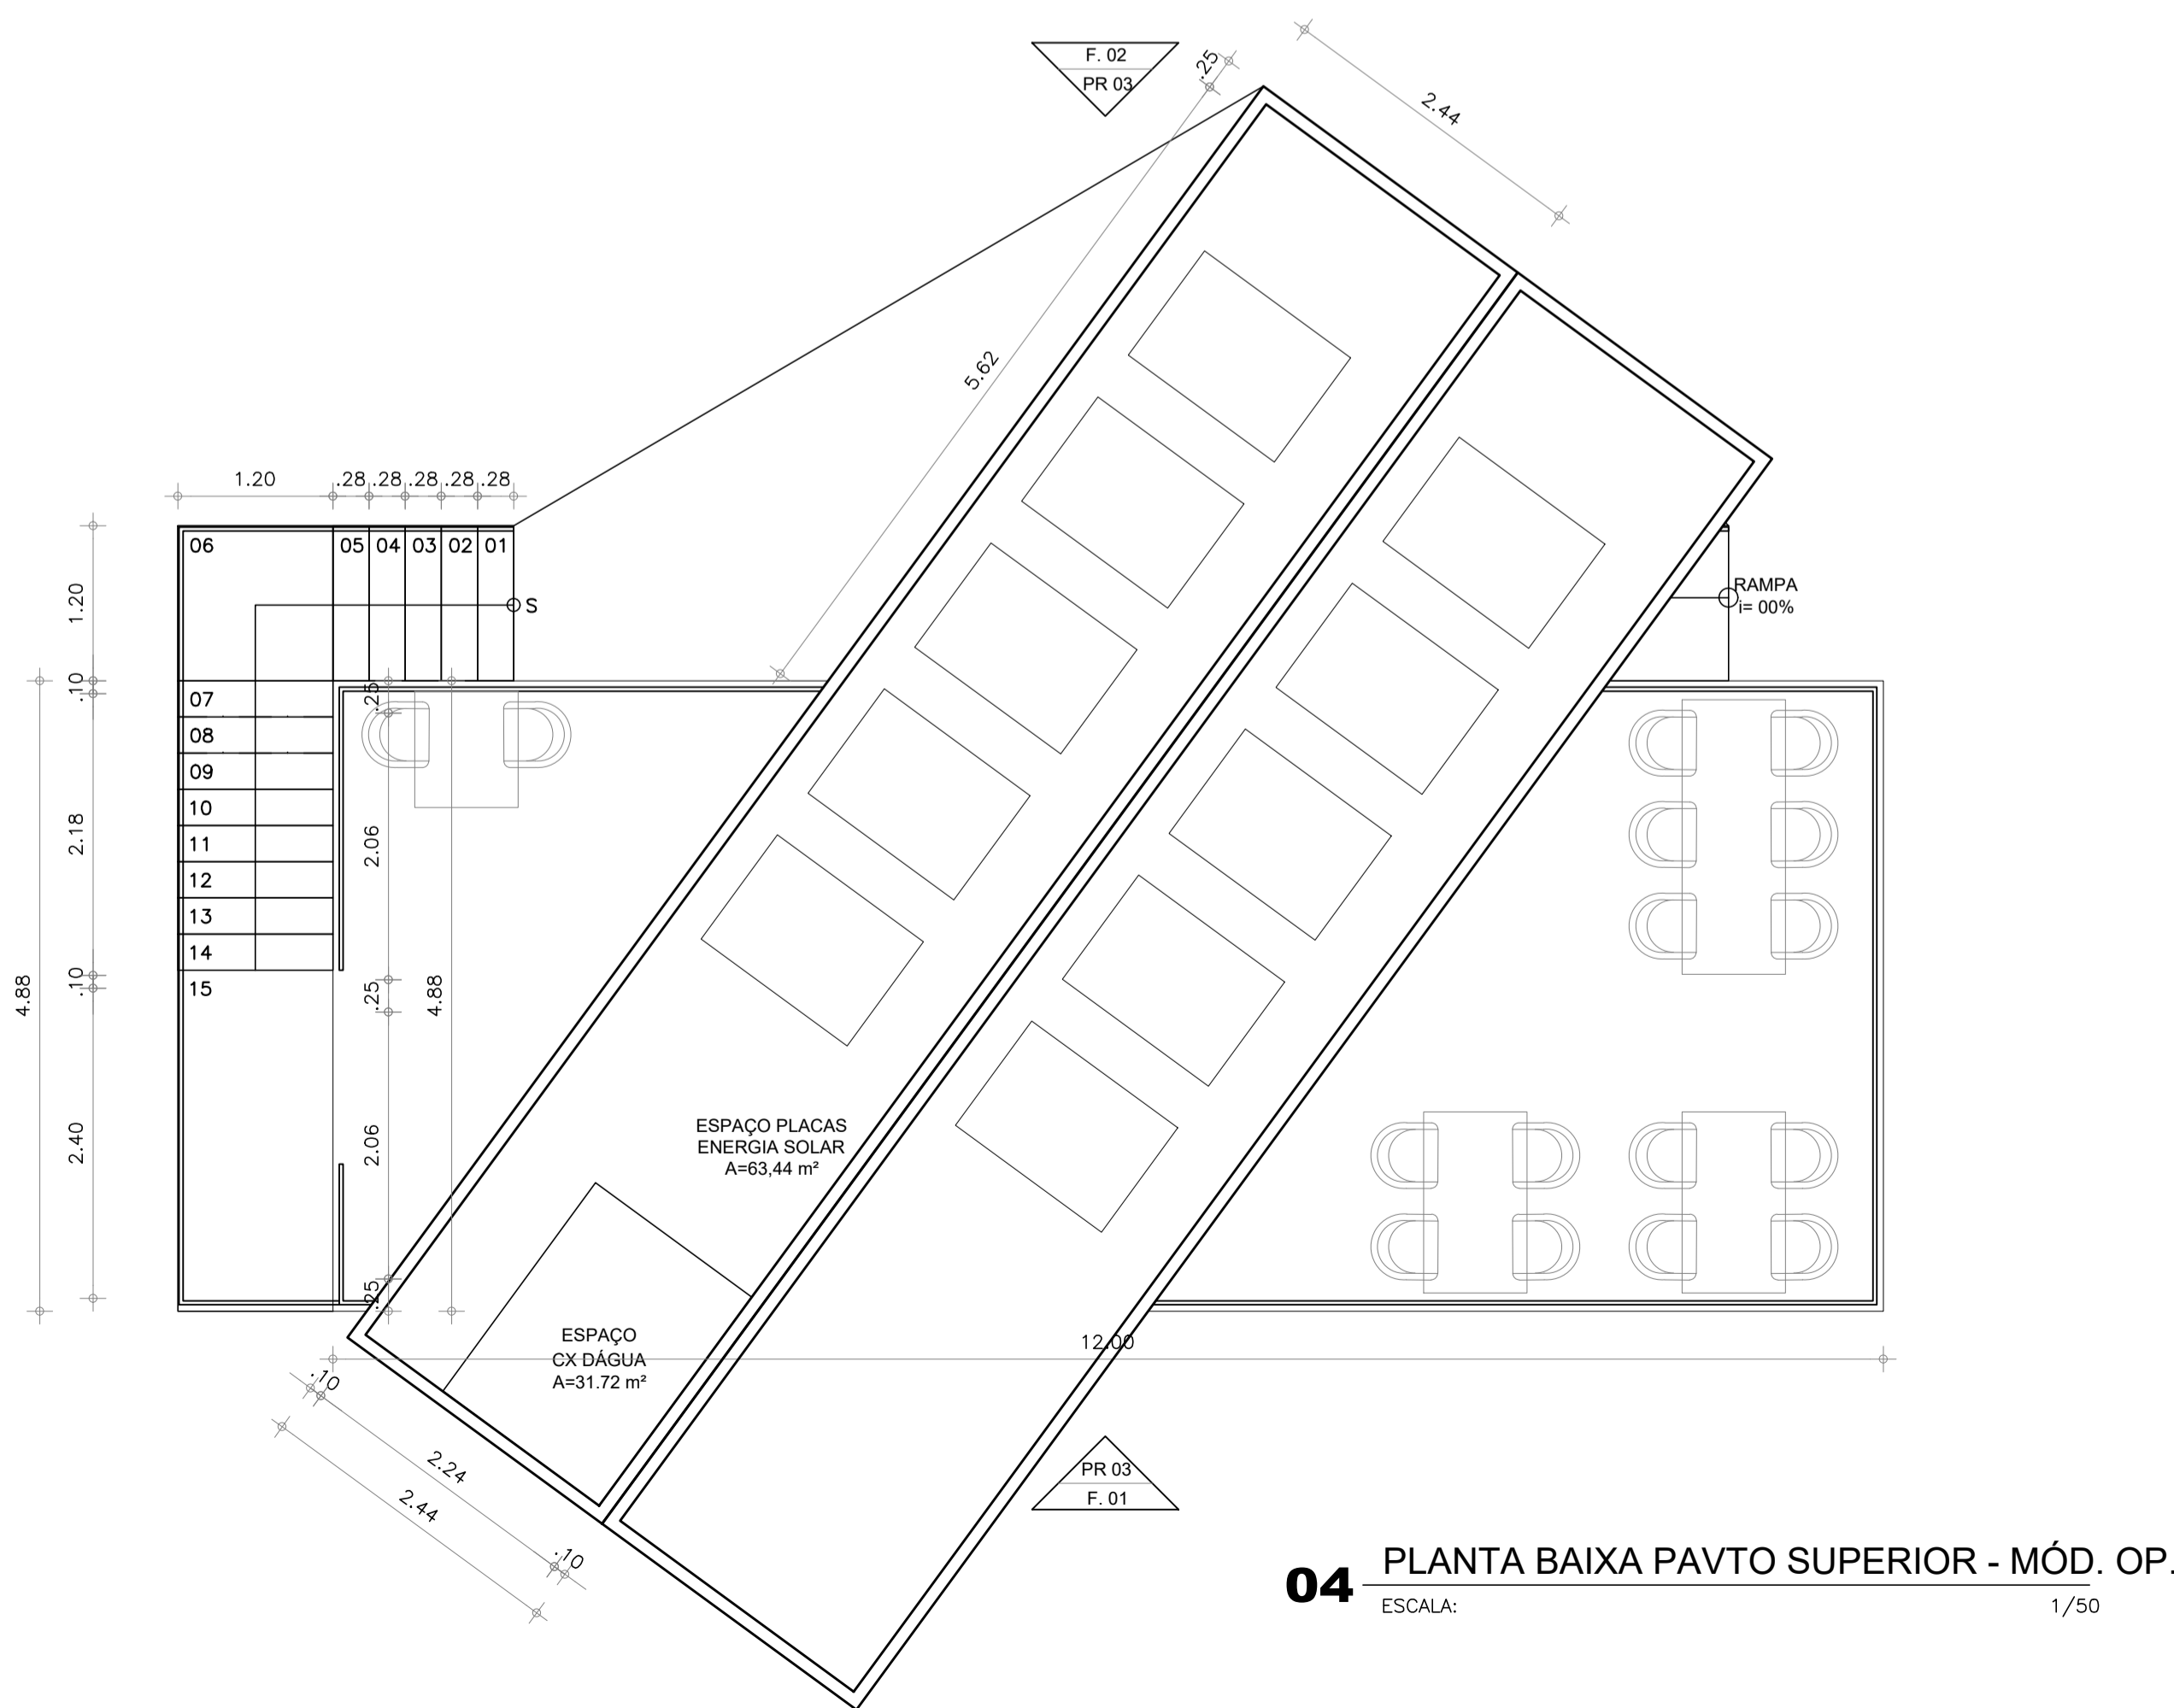 F. 02
PR 03
.25
2.44
5.62
1.20
.28
.28
.28
.28
.28
06
05
04
03
02
01
S
RAMPA
i= 00%
1.20
.10
2.18
.10
2.40
4.88
07
08
09
10
11
12
13
14
15
.25
2.06
.25
2.06
.25
4.88
ESPAÇO PLACAS
ENERGIA SOLAR
A=63,44 m²
ESPAÇO
CX DÁGUA
A=31.72 m²
12.00
.10
2.24
.10
2.44
PR 03
F. 01
04
PLANTA BAIXA PAVTO SUPERIOR - MÓD. OP.
ESCALA:
1/50